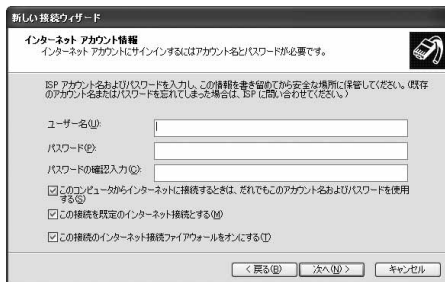 新しい接続ウィザード
インターネット アカウント情報
インターネット アカウントにサインインするにはアカウント名とパスワードが必要です。
ISP アカウント名およびパスワードを入力し、この情報を書き留めてから安全な場所に保管してください。(既存
のアカウント名またはパスワードを忘れてしまった場合は、ISP に問い合わせてください。)
ユーザー名(U):
パスワード(P):
パスワードの確認入力(C):
このコンピュータからインターネットに接続するときは、だれでもこのアカウント名およびパスワードを使用
する(S)
この接続を既定のインターネット接続とする(M)
この接続のインターネット接続ファイアウォールをオンにする(T)
< 戻る(B)
次へ(N) >
キャンセル